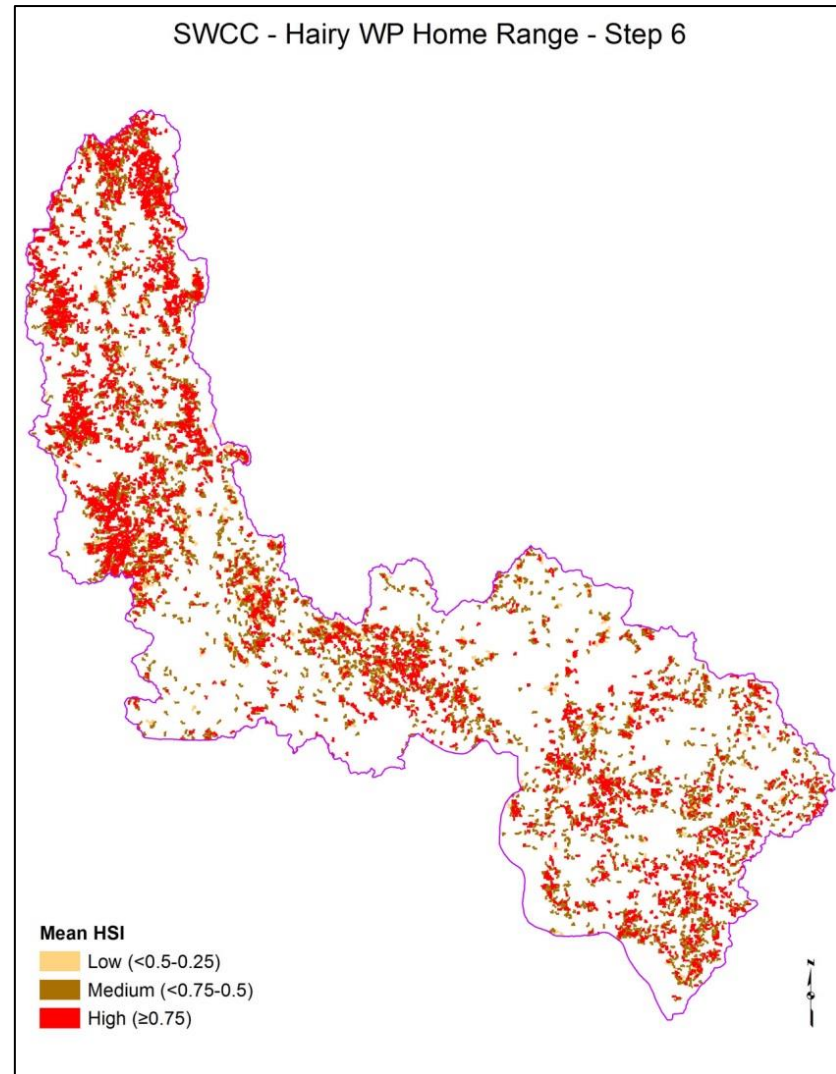 SWCC - Hairy WP Home Range - Step 6
Mean HSI
Low (<0.5-0.25)
Medium (<0.75-0.5)
High (≥0.75)
N